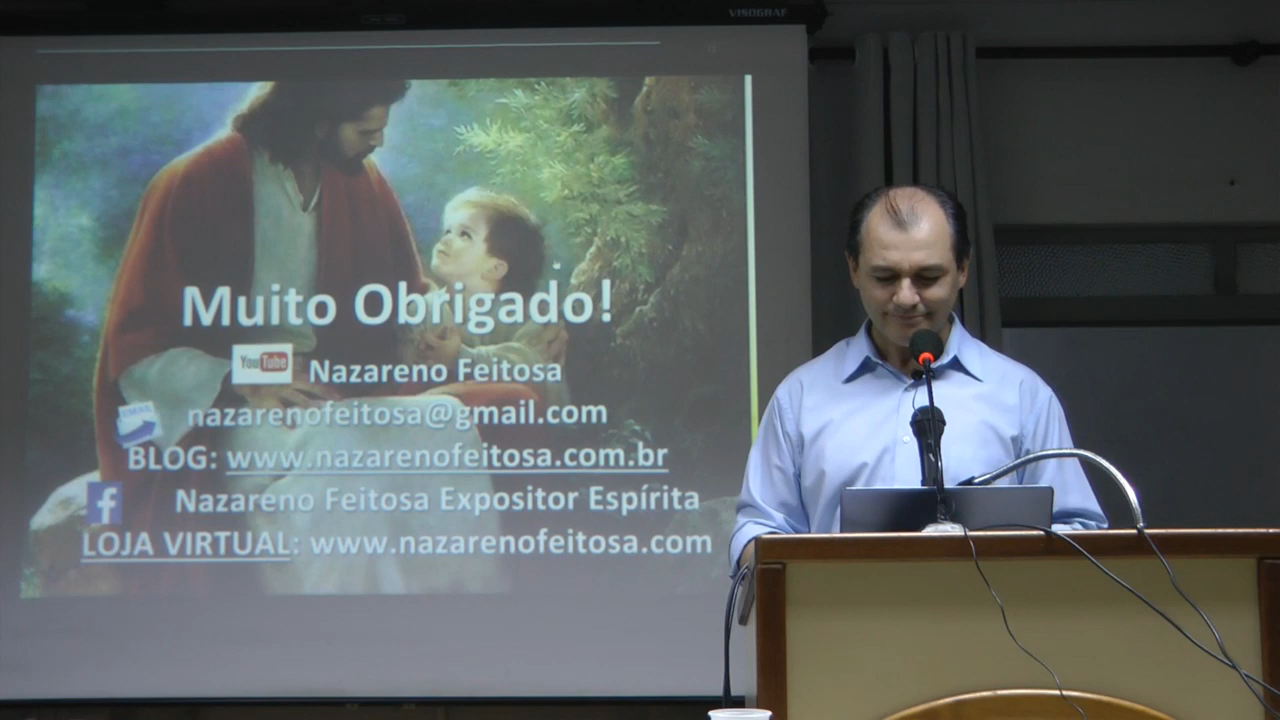 VISOGRAF
Muito Obrigado!
YouTube Nazareno Feitosa
EMAIL nazarenofeitosa@gmail.com
BLOG: www.nazarenofeitosa.com.br
f Nazareno Feitosa Expositor Espírita
LOJA VIRTUAL: www.nazarenofeitosa.com